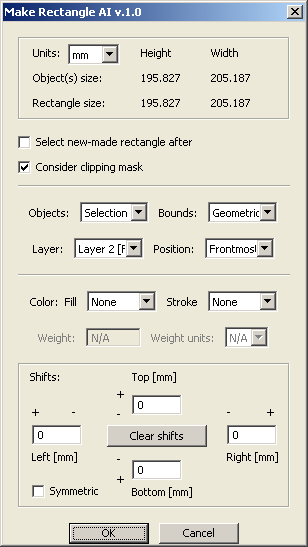 Make Rectangle AI v.1.0
Units: mm Height Width
Object(s) size: 195.827 205.187
Rectangle size: 195.827 205.187
Select new-made rectangle after
Consider clipping mask
Objects: Selection Bounds: Geometric
Layer: Layer 2 [F Position: Frontmost
Color: Fill None Stroke None
Weight: N/A Weight units: N/A
Shifts: Top [mm]
+
- 0
+ - - +
0 Clear shifts 0
Left [mm] Right [mm]
-
+ 0
Symmetric Bottom [mm]
OK Cancel